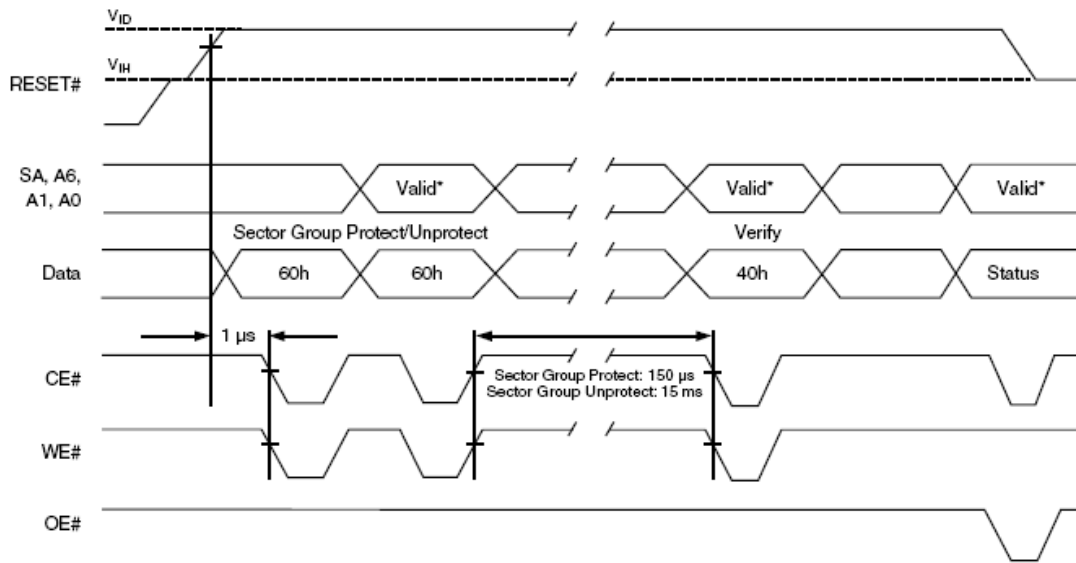 VID
VIH
RESET#
SA, A6,
A1, A0
Valid*
Valid*
Valid*
Sector Group Protect/Unprotect
Verify
Data
60h
60h
40h
Status
1 µs
CE#
Sector Group Protect: 150 µs
Sector Group Unprotect: 15 ms
WE#
OE#